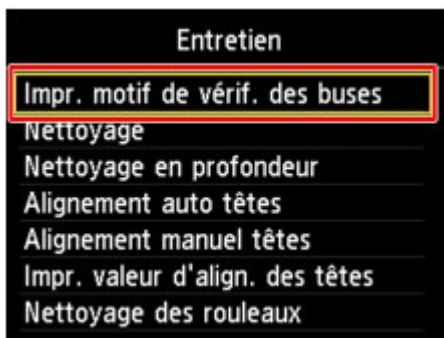 Entretien
Impr. motif de vérif. des buses
Nettoyage
Nettoyage en profondeur
Alignement auto têtes
Alignement manuel têtes
Impr. valeur d'align. des têtes
Nettoyage des rouleaux